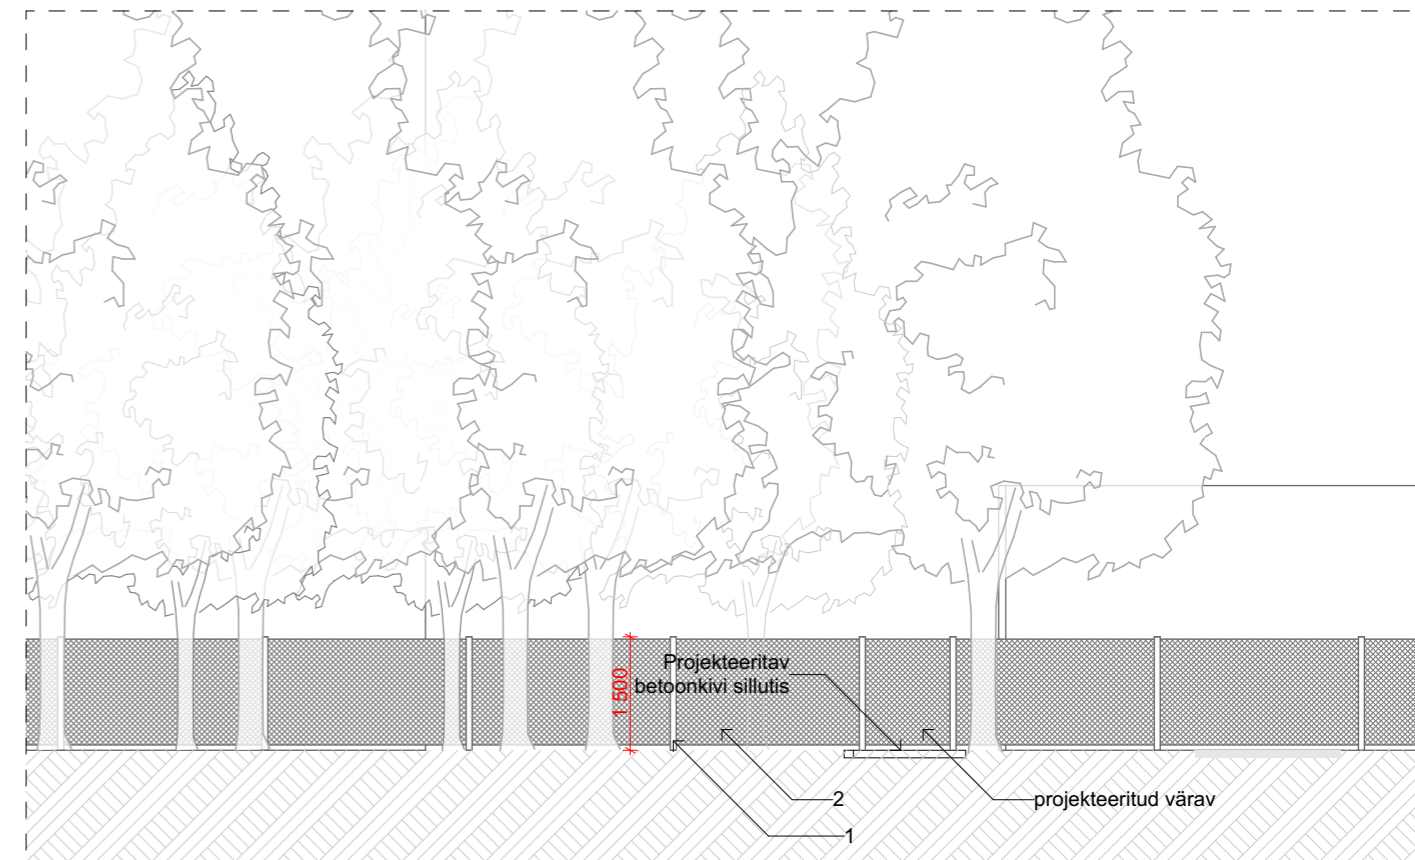 Projekteeritav
betoonkivi sillutis
1 500
2
projekteeritud värav
1